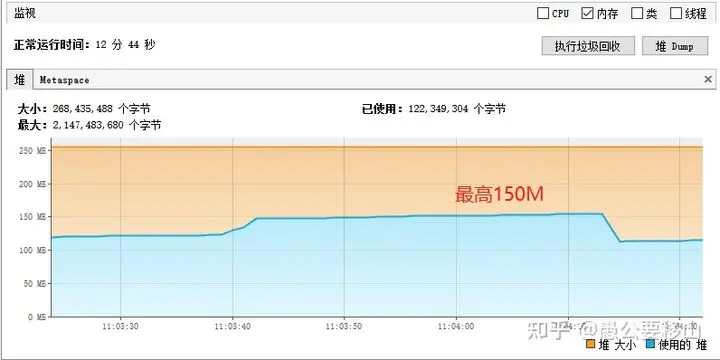 监视
CPU 内存 类 线程
正常运行时间: 12 分 44 秒
执行垃圾回收 堆 Dump
堆 Metaspace
大小: 268,435,488 个字节 已使用: 122,349,304 个字节
最大: 2,147,483,680 个字节
250 MB
200 MB
最高150M
150 MB
100 MB
50 MB
0 MB
11:03:30 11:03:40 11:03:50 11:04:00
知乎 @愚公要移山
堆 大小 使用的 堆